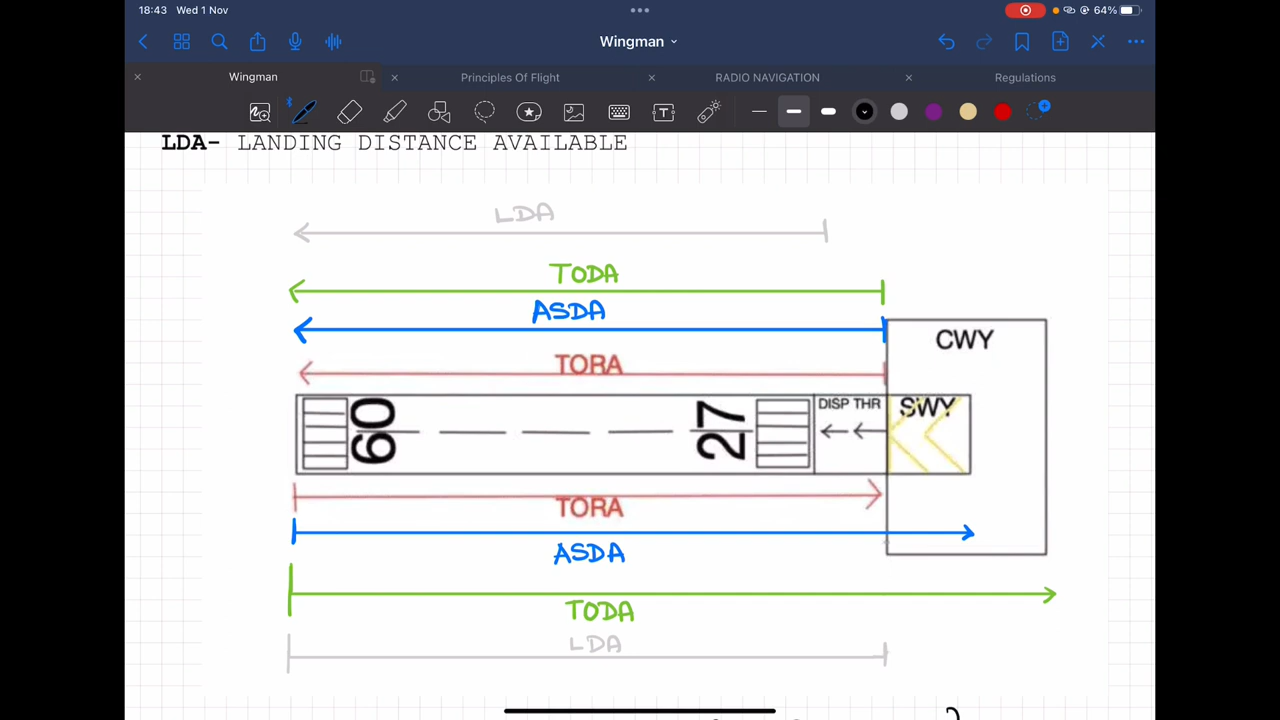 18:43 Wed 1 Nov
64%
Wingman
Wingman Principles Of Flight RADIO NAVIGATION Regulations
LDA- LANDING DISTANCE AVAILABLE
LDA
TODA
ASDA
CWY
TORA
09 27 DISP THR SWY
TORA
ASDA
TODA
LDA